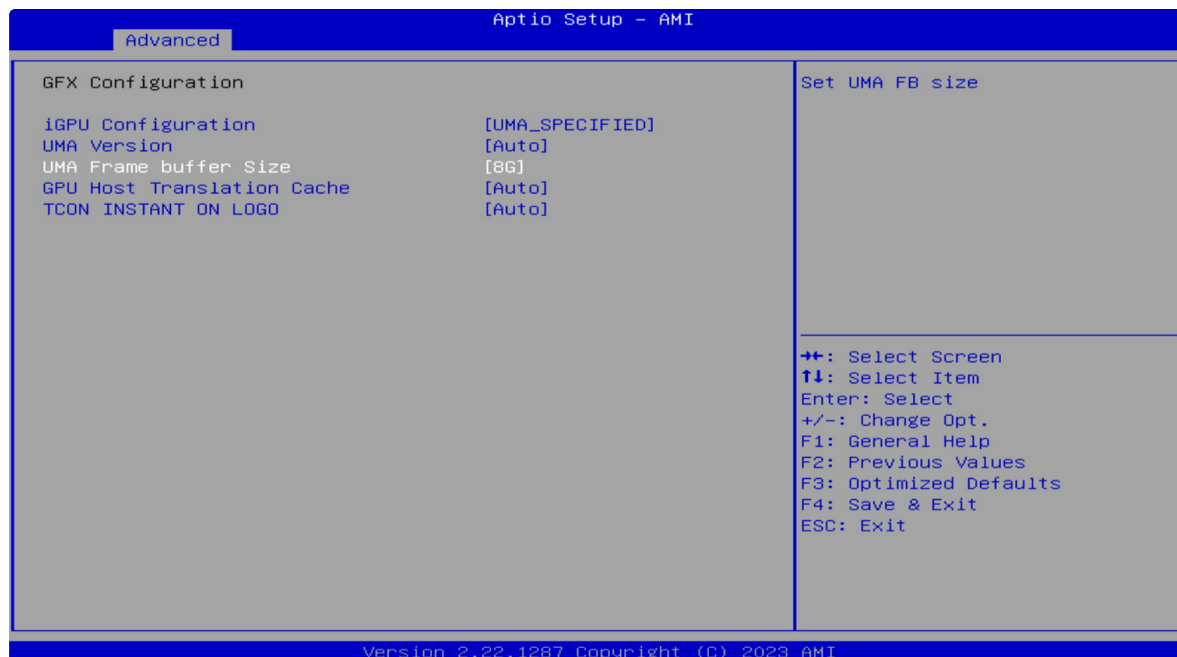 Aptio Setup – AMI
Advanced
GFX Configuration
iGPU Configuration [UMA_SPECIFIED]
UMA Version [Auto]
UMA Frame buffer Size [8G]
GPU Host Translation Cache [Auto]
TCON INSTANT ON LOGO [Auto]
Set UMA FB size
→←: Select Screen
↑↓: Select Item
Enter: Select
+/-: Change Opt.
F1: General Help
F2: Previous Values
F3: Optimized Defaults
F4: Save & Exit
ESC: Exit
Version 2.22.1287 Copyright (C) 2023 AMI